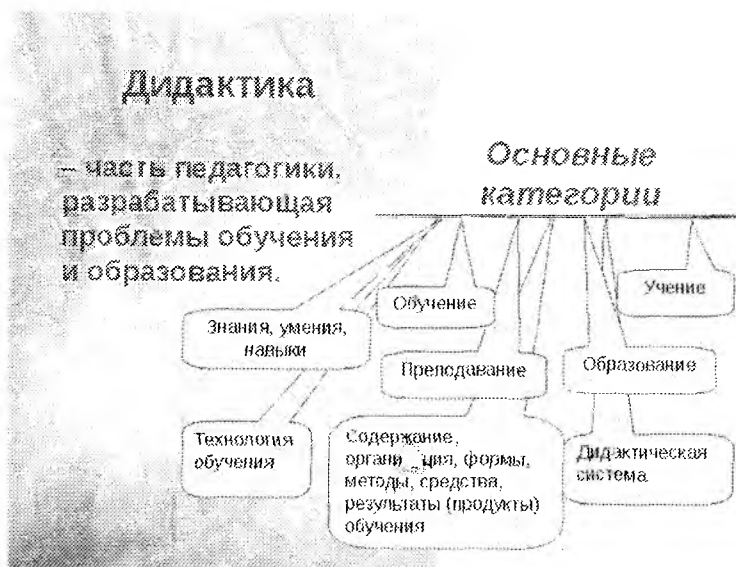 Дидактика
– часть педагогики,
разрабатывающая
проблемы обучения
и образования.
Основные
категории
Обучение
Учение
Знания, умения,
навыки
Преподавание
Образование
Технология
обучения
Содержание,
формы,
методы, средства,
результаты (продукты)
обучения
Дидактическая
система